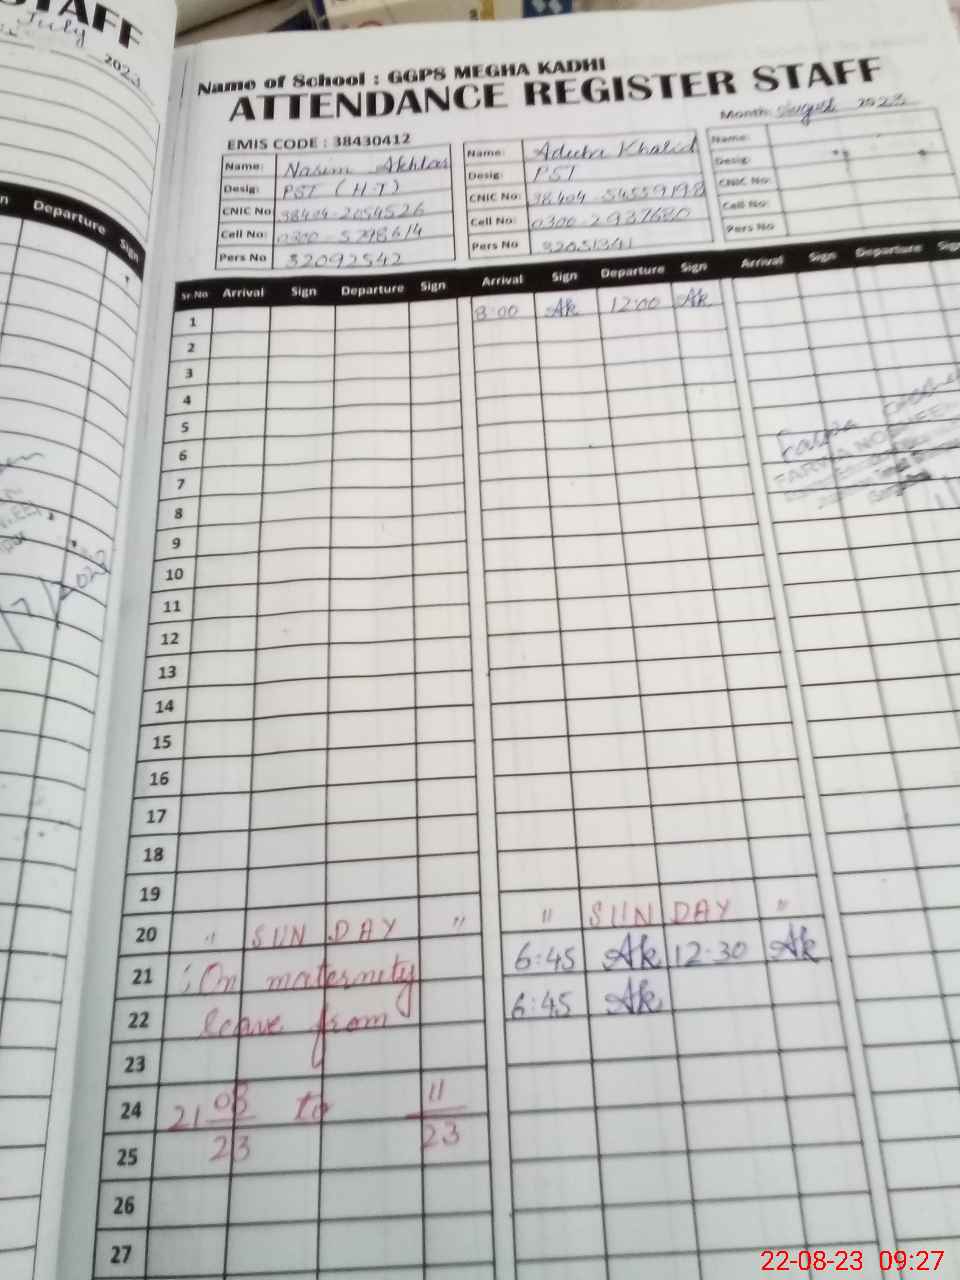 STAFF
July 2023
Departure Sign
Name of School : GGPS MEGHA KADHI
ATTENDANCE REGISTER STAFF
EMIS CODE : 38430412
Month: August 2023
Name: Nasim Akhtar
Desig: PST (H.T)
CNIC No: 38404-2054526
Cell No: 0300-5798614
Pers No 32092542
Name: Khalid
Desig: PST
CNIC No: 38404-54559198
Cell No: 0300-2937680
Pers No 32051341
Name:
Desig:
CNIC No:
Cell No:
Pers No
Sr.No Arrival Sign Departure Sign Arrival Sign Departure Sign Arrival Sign Departure Sign
1 8:00 Ak 12:00 Ak
2
3
4
5
6
7
8
9
10
11
12
13
14
15
16
17
18
19
20 " SUNDAY " " SUNDAY "
21 On maternity 6:45 Ak 12:30 Ak
22 leave from 6:45 Ak
23
24 21 08 to 11
25 23 23
26
27
22-08-23 09:27